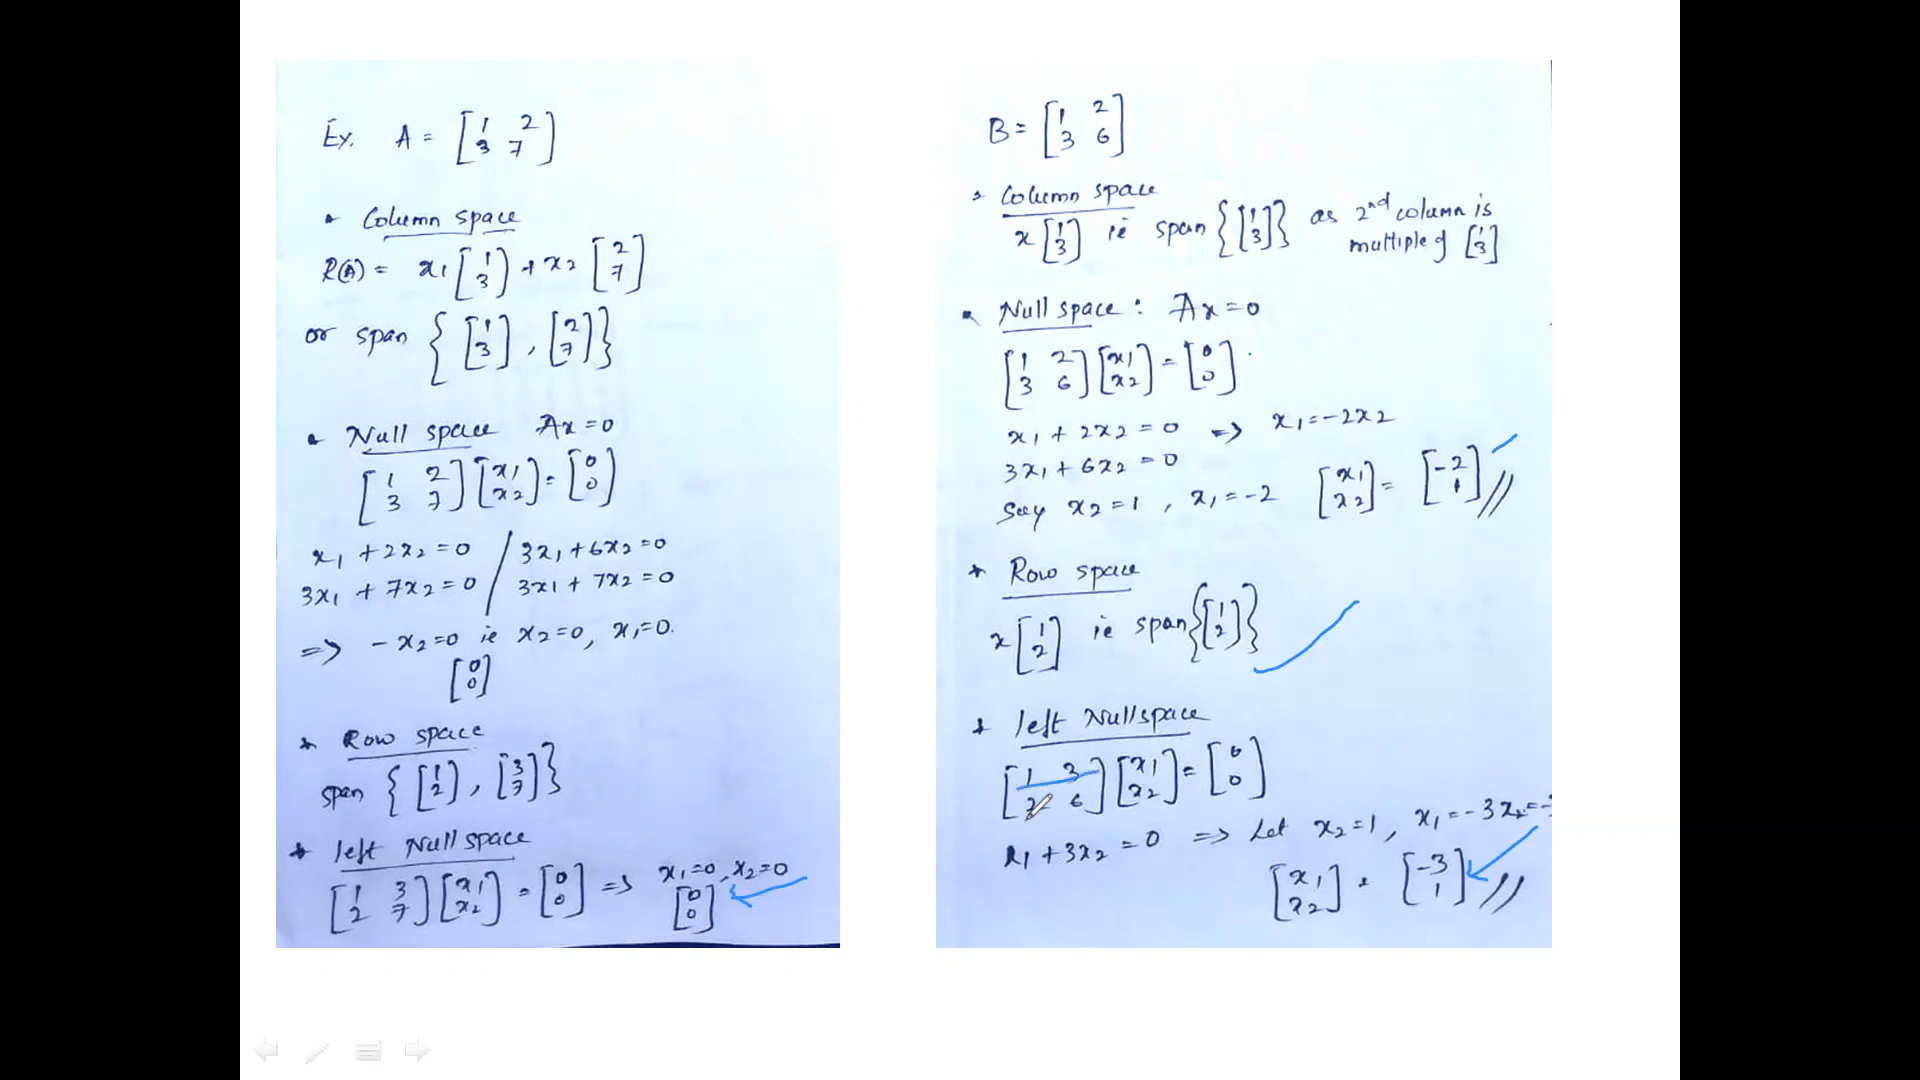 Ex. A = [1 2; 3 7]
* Column space
R(A) = x1 [1; 3] + x2 [2; 7]
or span { [1; 3], [2; 7] }
• Null space Ax=0
[1 2; 3 7] [x1; x2] = [0; 0]
x1 + 2x2 = 0 / 3x1 + 6x2 = 0
3x1 + 7x2 = 0 / 3x1 + 7x2 = 0
=> -x2=0 ie x2=0, x1=0.
[0; 0]
* Row space
span { [1; 2], [3; 7] }
* left Nullspace
[1 3; 2 7] [x1; x2] = [0; 0] => x1=0, x2=0
[0; 0]
B = [1 2; 3 6]
* Column space
x [1; 3] ie span { [1; 3] } as 2nd column is
multiple of [1; 3]
• Null space : Ax=0
[1 2; 3 6] [x1; x2] = [0; 0]
x1 + 2x2 = 0 => x1=-2x2
3x1 + 6x2 = 0
Say x2=1, x1=-2 [x1; x2] = [-2; 1] //
* Row space
x [1; 2] ie span { [1; 2] }
* left Nullspace
[1 3; 2 6] [x1; x2] = [0; 0]
x1 + 3x2 = 0 => Let x2=1, x1=-3x2=-3
[x1; x2] = [-3; 1] //